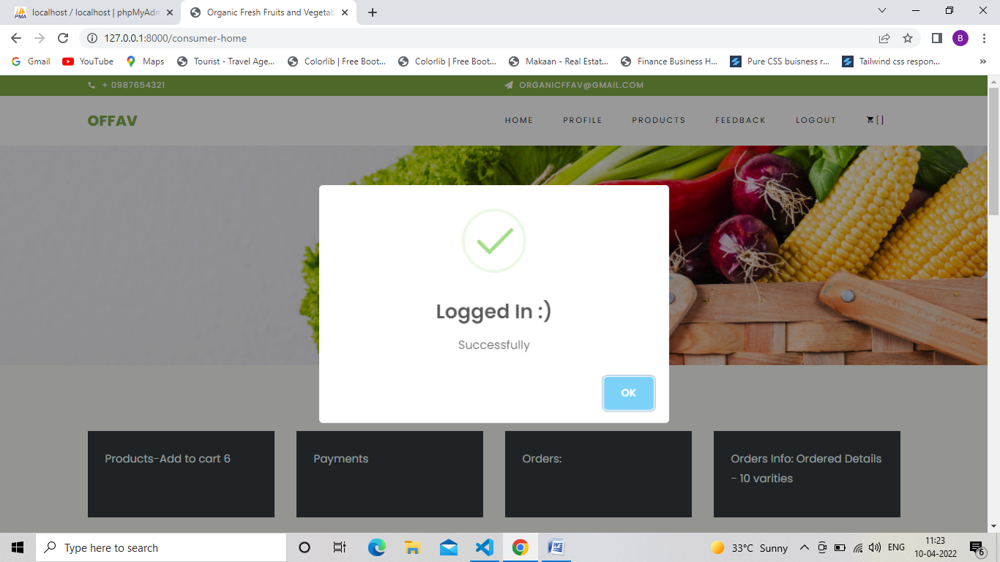 localhost / localhost | phpMyAdm
Organic Fresh Fruits and Vegetab
127.0.0.1:8000/consumer-home
B
Gmail
YouTube
Maps
Tourist - Travel Age...
Colorlib | Free Boot...
Colorlib | Free Boot...
Makaan - Real Estat...
Finance Business H...
Pure CSS buisness r...
Tailwind css respon...
»
+ 0987654321
ORGANICFFAV@GMAIL.COM
OFFAV
HOME
PROFILE
PRODUCTS
FEEDBACK
LOGOUT
[ ]
Logged In :)
Successfully
OK
Products-Add to cart 6
Payments
Orders:
Orders Info: Ordered Details
- 10 varities
Type here to search
33°C Sunny
ENG
11:23
10-04-2022
6